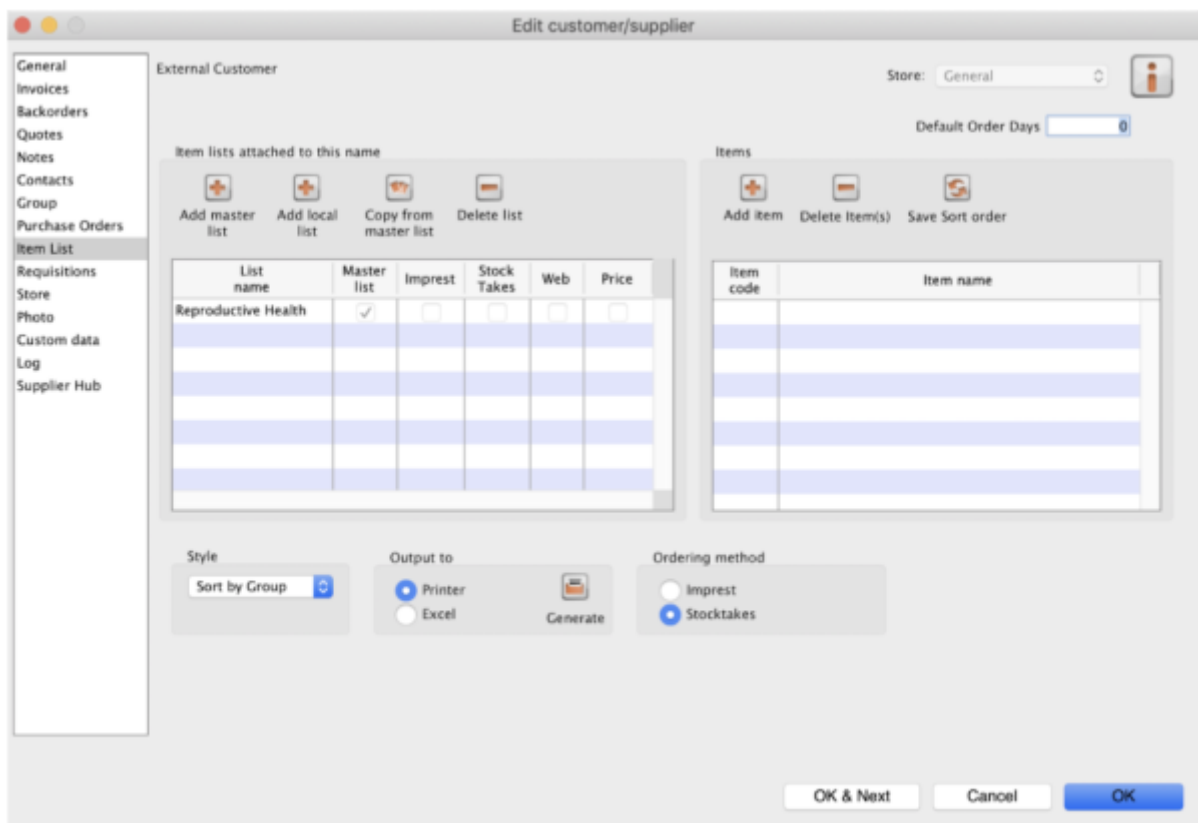 Edit customer/supplier
General
Invoices
Backorders
Quotes
Notes
Contacts
Group
Purchase Orders
Item List
Requisitions
Store
Photo
Custom data
Log
Supplier Hub
External Customer
Store: General
Default Order Days 0
Item lists attached to this name
Add master list
Add local list
Copy from master list
Delete list
List name
Master list
Imprest
Stock Takes
Web
Price
Reproductive Health
Items
Add item
Delete Item(s)
Save Sort order
Item code
Item name
Style
Sort by Group
Output to
Printer
Excel
Generate
Ordering method
Imprest
Stocktakes
OK & Next
Cancel
OK